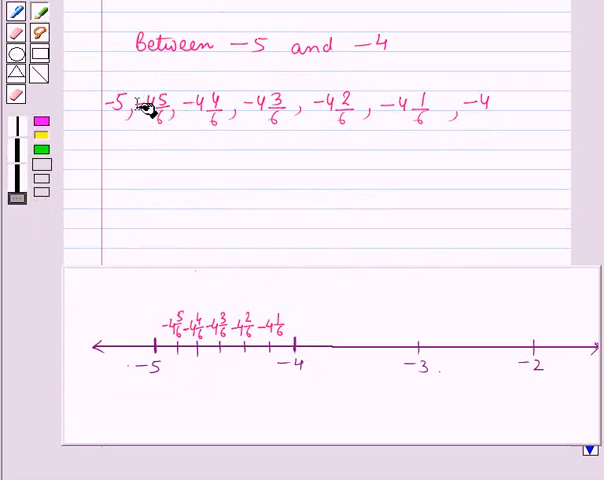 Between -5 and -4
-5, -4 5/6, -4 4/6, -4 3/6, -4 2/6, -4 1/6, -4
-4 5/6 -4 4/6 -4 3/6 -4 2/6 -4 1/6
-5 -4 -3 -2